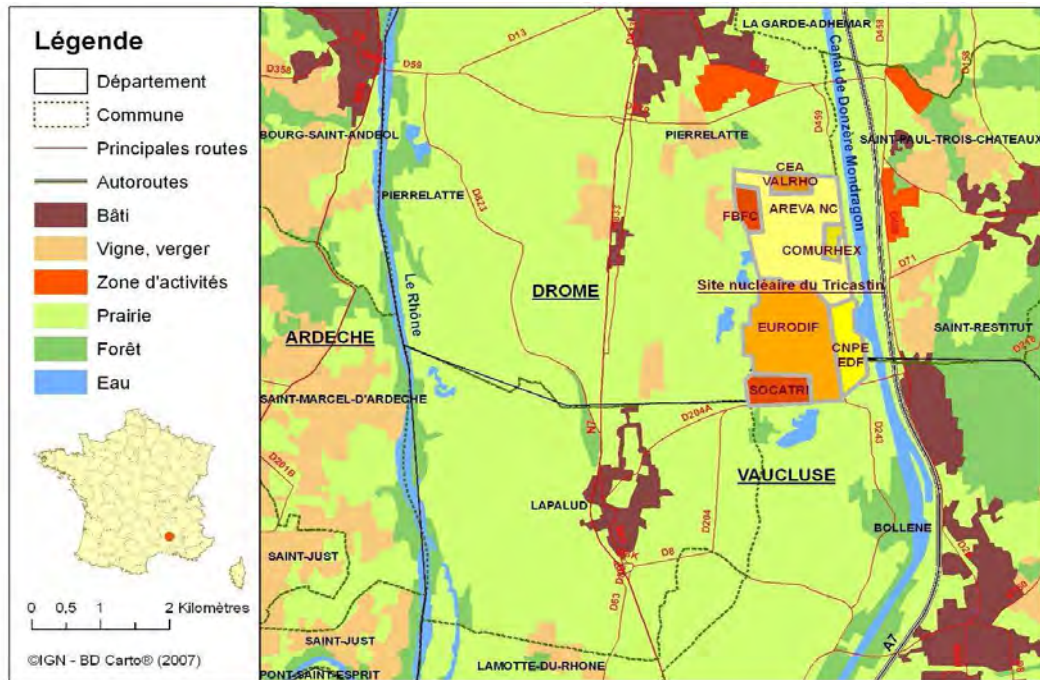 Légende
Département
Commune
Principales routes
Autoroutes
Bâti
Vigne, verger
Zone d'activités
Prairie
Forêt
Eau
0 0,5 1 2 Kilomètres
©IGN - BD Carto® (2007)
LA GARDE-ADHEMAR
D13
D458
D358
D59
D158
Canal de Donzère Mondragon
BOURG-SAINT-ANDEOL
PIERRELATTE
D459
SAINT-PAUL-TROIS-CHATEAUX
CEA
VALRHO
PIERRELATTE
D823
FBFC
AREVA NC
COMURHEX
D71
Le Rhône
DROME
Site nucléaire du Tricastin
ARDECHE
EURODIF
CNPE
EDF
SAINT-RESTITUT
SAINT-MARCEL-D'ARDECHE
SOCATRI
N7
D204A
D243
D201B
VAUCLUSE
LAPALUD
D204
BOLLENE
SAINT-JUST
D8
D63
A7
SAINT-JUST
LAMOTTE-DU-RHONE
PONT-SAINT-ESPRIT